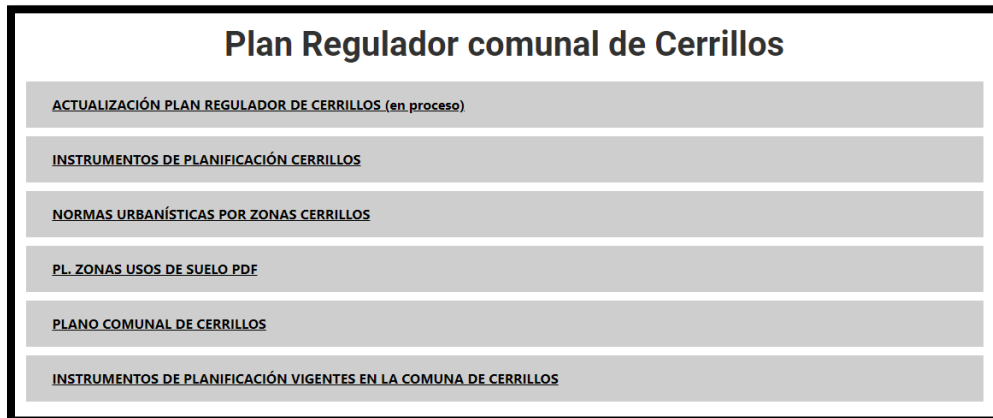 Plan Regulador comunal de Cerrillos
ACTUALIZACIÓN PLAN REGULADOR DE CERRILLOS (en proceso)
INSTRUMENTOS DE PLANIFICACIÓN CERRILLOS
NORMAS URBANÍSTICAS POR ZONAS CERRILLOS
PL. ZONAS USOS DE SUELO PDF
PLANO COMUNAL DE CERRILLOS
INSTRUMENTOS DE PLANIFICACIÓN VIGENTES EN LA COMUNA DE CERRILLOS